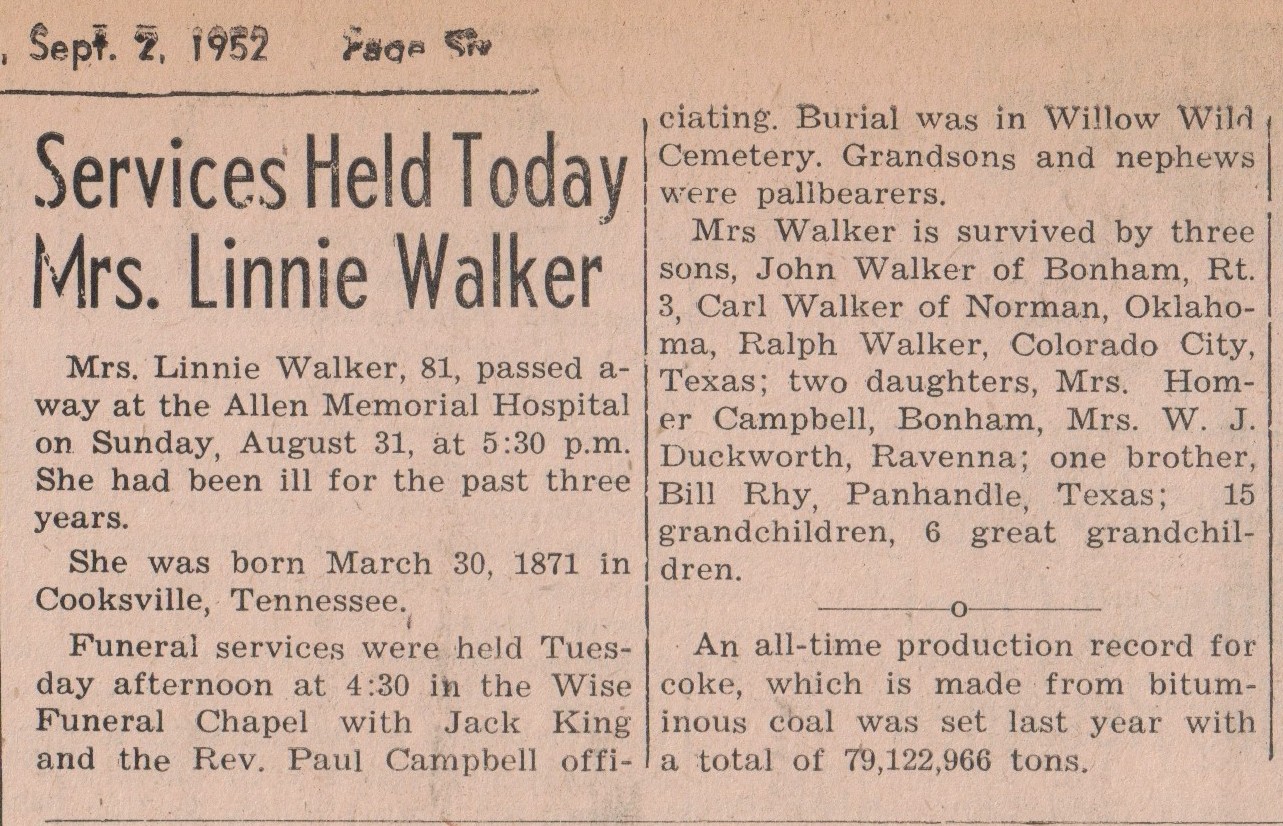 , Sept. 2, 1952 Page Six
Services Held Today
Mrs. Linnie Walker
Mrs. Linnie Walker, 81, passed a-
way at the Allen Memorial Hospital
on Sunday, August 31, at 5:30 p.m.
She had been ill for the past three
years.
She was born March 30, 1871 in
Cooksville, Tennessee.
Funeral services were held Tues-
day afternoon at 4:30 in the Wise
Funeral Chapel with Jack King
and the Rev. Paul Campbell offi-
ciating. Burial was in Willow Wild
Cemetery. Grandsons and nephews
were pallbearers.
Mrs Walker is survived by three
sons, John Walker of Bonham, Rt.
3, Carl Walker of Norman, Oklaho-
ma, Ralph Walker, Colorado City,
Texas; two daughters, Mrs. Hom-
er Campbell, Bonham, Mrs. W. J.
Duckworth, Ravenna; one brother,
Bill Rhy, Panhandle, Texas; 15
grandchildren, 6 great grandchil-
dren.
o
An all-time production record for
coke, which is made from bitum-
inous coal was set last year with
a total of 79,122,966 tons.